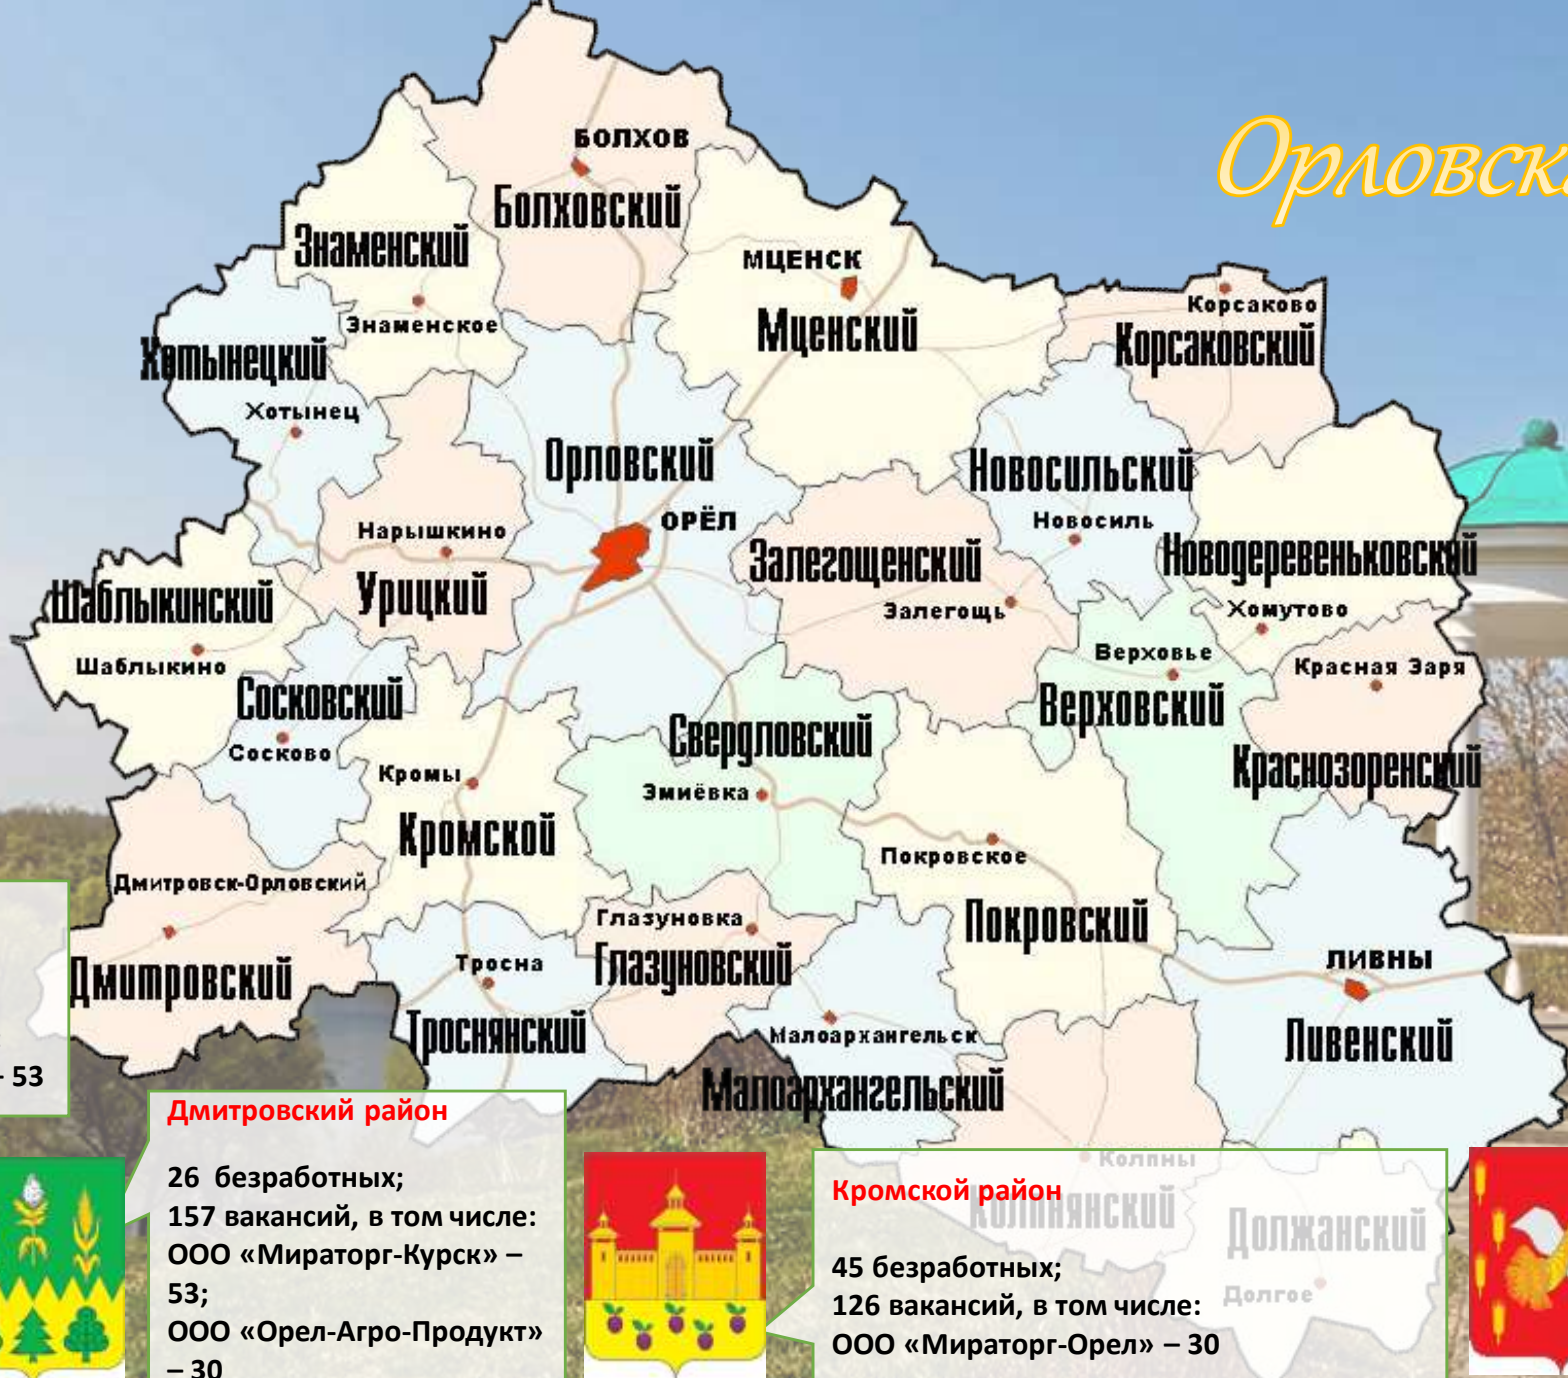 Орловск
БОЛХОВ
Болховский
Знаменский
Знаменское
МЦЕНСК
Мценский
Корсаково
Корсаковский
Хотынецкий
Хотынец
Орловский
ОРЁЛ
Новосильский
Новосиль
Нарышкино
Урицкий
Залегощенский
Залегощь
Новодеревеньковский
Хомутово
Шаблыкинский
Шаблыкино
Верховье
Верховский
Красная Заря
Краснозоренский
Сосковский
Сосково
Свердловский
Змиёвка
Кромы
Кромской
Покровское
Покровский
Дмитровск-Орловский
Дмитровский
Глазуновка
Глазуновский
Тросна
Троснянский
Малоархангельск
Малоархангельский
ЛИВНЫ
Ливенский
Колпны
Колпнянский
Должанский
Долгое
– 53
Дмитровский район
26 безработных;
157 вакансий, в том числе:
ООО «Мираторг-Курск» –
53;
ООО «Орел-Агро-Продукт»
– 30
Кромской район
45 безработных;
126 вакансий, в том числе:
ООО «Мираторг-Орел» – 30